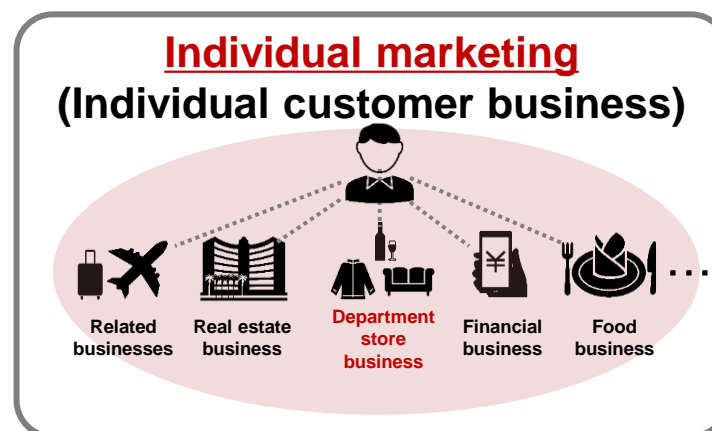 Individual marketing
(Individual customer business)
¥
Related
businesses
Real estate
business
Department
store
business
Financial
business
Food
business
...